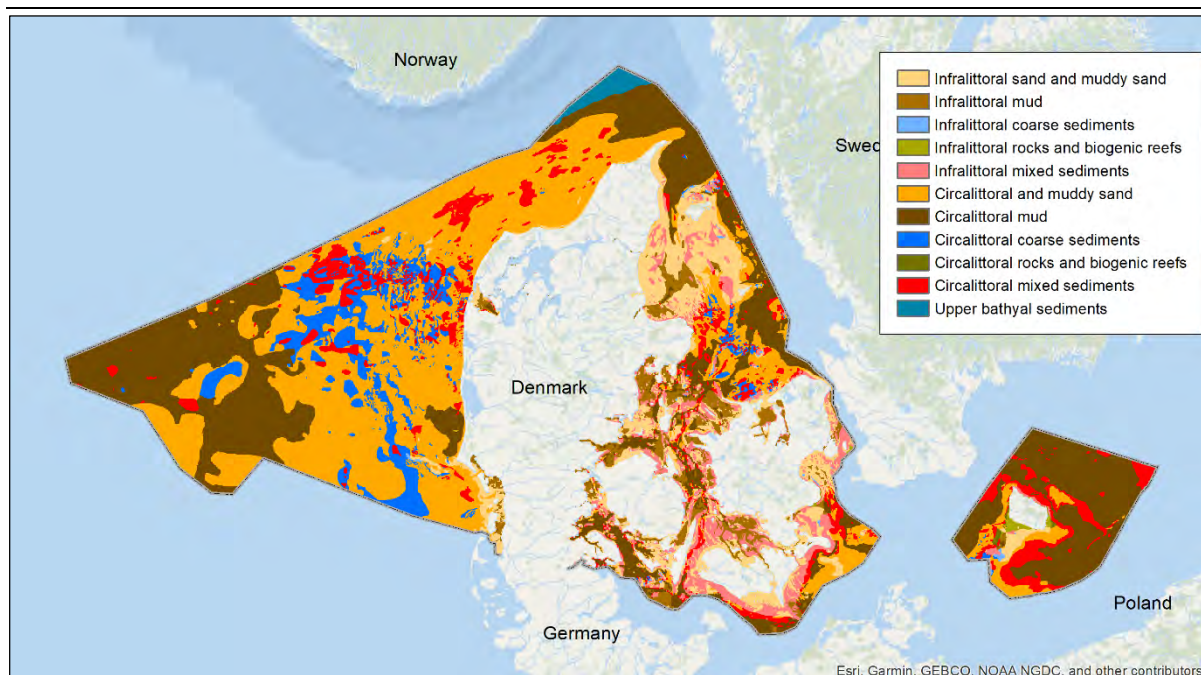 Norway
Swed
Infralittoral sand and muddy sand
Infralittoral mud
Infralittoral coarse sediments
Infralittoral rocks and biogenic reefs
Infralittoral mixed sediments
Circalittoral and muddy sand
Circalittoral mud
Circalittoral coarse sediments
Circalittoral rocks and biogenic reefs
Circalittoral mixed sediments
Upper bathyal sediments
Denmark
Poland
Germany
Esri, Garmin, GEBCO, NOAA NGDC, and other contributors